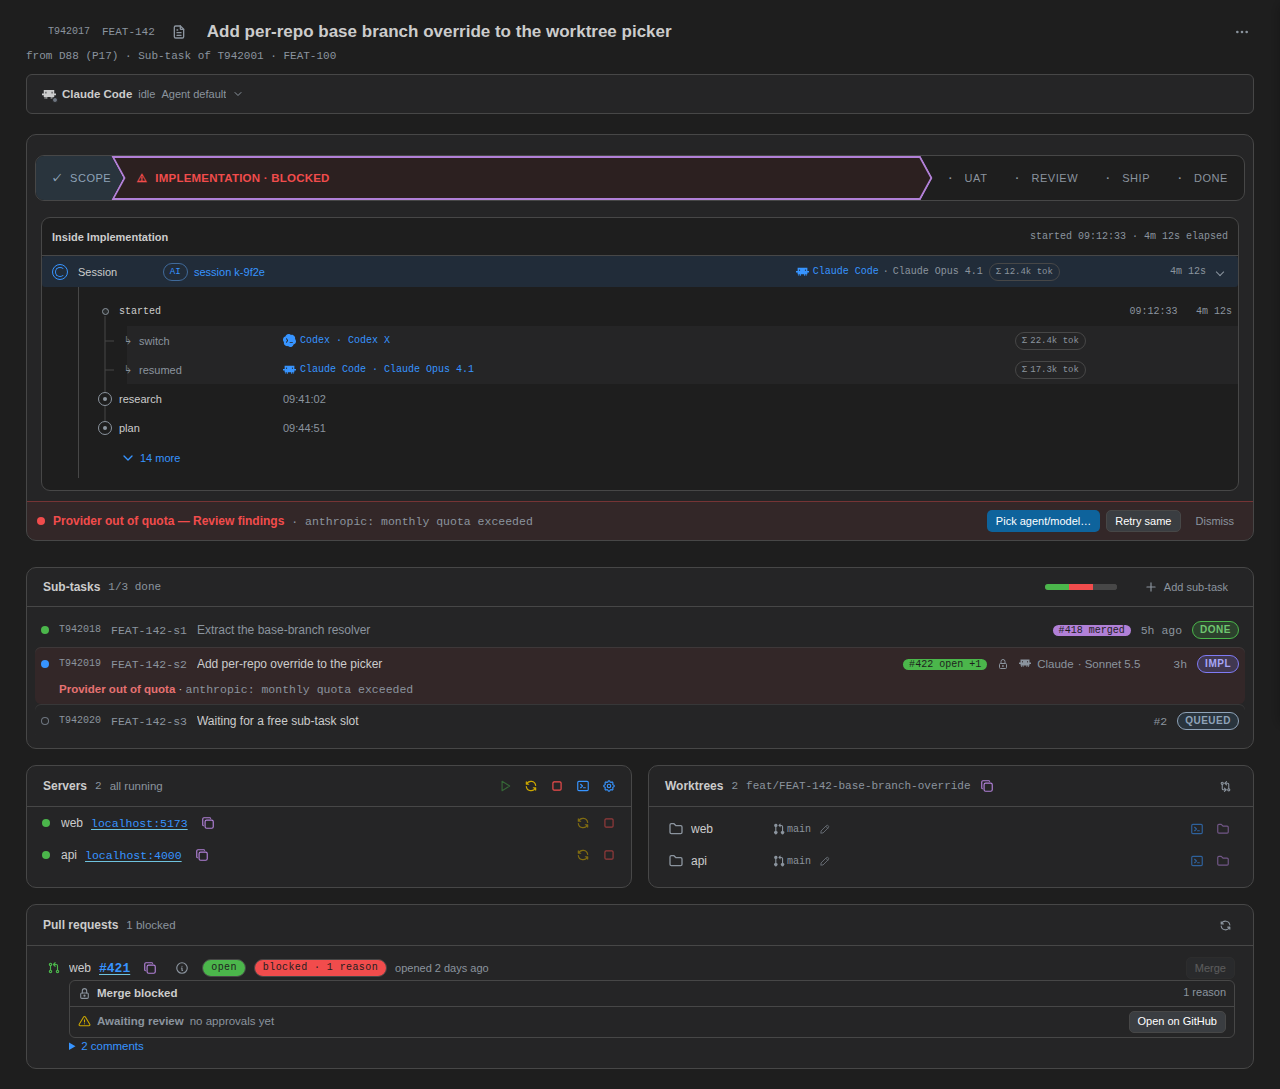 T942017 FEAT-142 Add per-repo base branch override to the worktree picker
from D88 (P17) · Sub-task of T942001 · FEAT-100
Claude Code idle Agent default
SCOPE
IMPLEMENTATION · BLOCKED
· UAT · REVIEW · SHIP · DONE
Inside Implementation started 09:12:33 · 4m 12s elapsed
Session AI session k-9f2e Claude Code · Claude Opus 4.1 Σ 12.4k tok 4m 12s
started 09:12:33 4m 12s
↳ switch Codex · Codex X Σ 22.4k tok
↳ resumed Claude Code · Claude Opus 4.1 Σ 17.3k tok
research 09:41:02
plan 09:44:51
14 more
Provider out of quota — Review findings · anthropic: monthly quota exceeded Pick agent/model… Retry same Dismiss
Sub-tasks 1/3 done Add sub-task
T942018 FEAT-142-s1 Extract the base-branch resolver #418 merged 5h ago DONE
T942019 FEAT-142-s2 Add per-repo override to the picker #422 open +1 Claude · Sonnet 5.5 3h IMPL
Provider out of quota · anthropic: monthly quota exceeded
T942020 FEAT-142-s3 Waiting for a free sub-task slot #2 QUEUED
Servers 2 all running
web localhost:5173
api localhost:4000
Worktrees 2 feat/FEAT-142-base-branch-override
web main
api main
Pull requests 1 blocked
web #421 open blocked · 1 reason opened 2 days ago Merge
Merge blocked 1 reason
Awaiting review no approvals yet Open on GitHub
2 comments